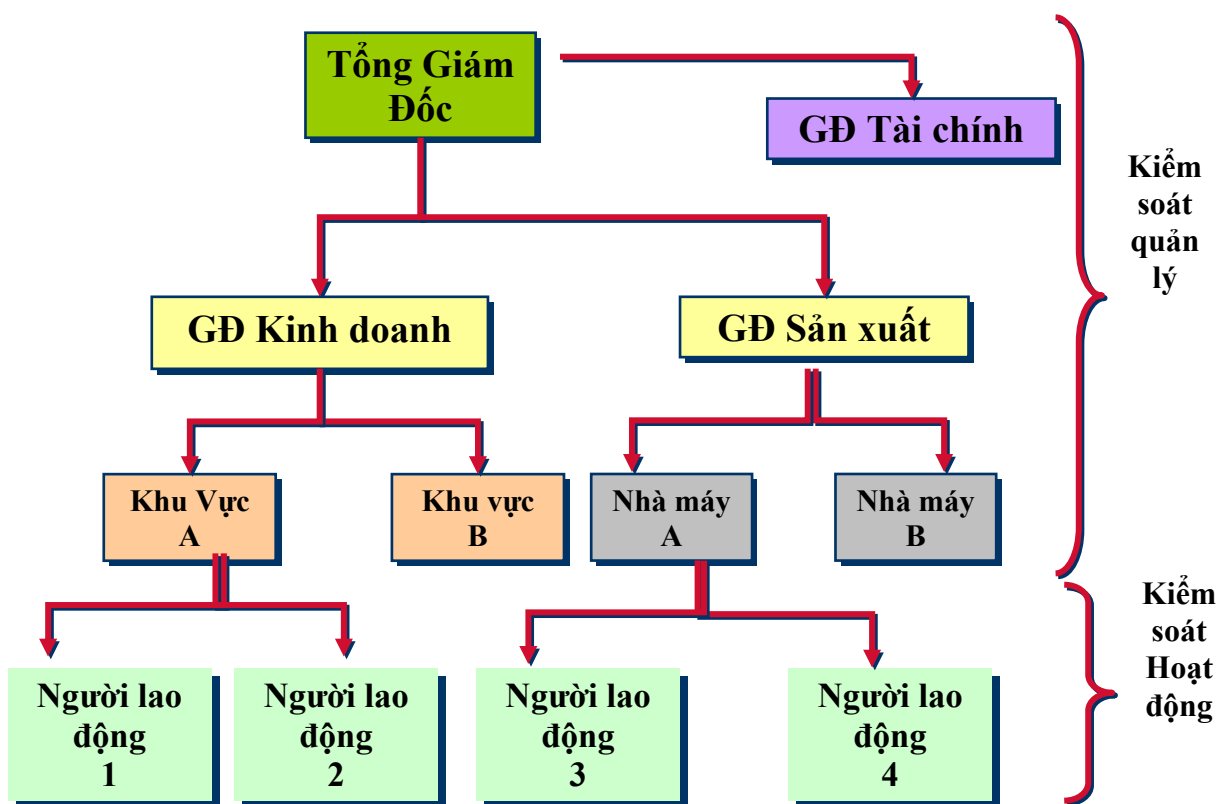 Tổng Giám
Đốc
GĐ Tài chính
Kiểm
soát
quản
lý
GĐ Kinh doanh
GĐ Sản xuất
Khu Vực
A
Khu vực
B
Nhà máy
A
Nhà máy
B
Kiểm
soát
Hoạt
động
Người lao
động
1
Người lao
động
2
Người lao
động
3
Người lao
động
4